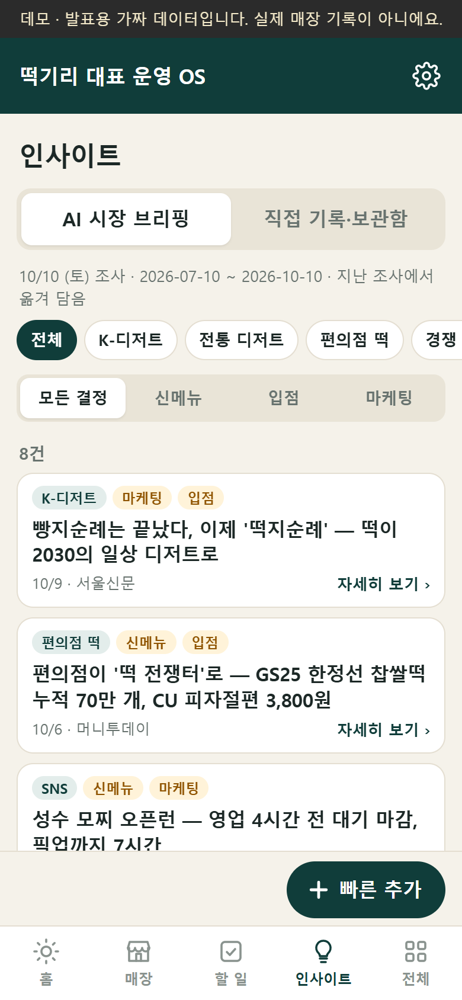 데모 · 발표용 가짜 데이터입니다. 실제 매장 기록이 아니에요.
떡기리 대표 운영 OS
인사이트
AI 시장 브리핑
직접 기록·보관함
10/10 (토) 조사 · 2026-07-10 ~ 2026-10-10 · 지난 조사에서
옮겨 담음
전체
K-디저트
전통 디저트
편의점 떡
경쟁
모든 결정
신메뉴
입점
마케팅
8건
K-디저트
마케팅
입점
빵지순례는 끝났다, 이제 '떡지순례' — 떡이
2030의 일상 디저트로
10/9 · 서울신문
자세히 보기 ›
편의점 떡
신메뉴
입점
편의점이 '떡 전쟁터'로 — GS25 한정선 찹쌀떡
누적 70만 개, CU 피자절편 3,800원
10/6 · 머니투데이
자세히 보기 ›
SNS
신메뉴
마케팅
성수 모찌 오픈런 — 영업 4시간 전 대기 마감,
픽업까지 7시간
+ 빠른 추가
홈
매장
할 일
인사이트
전체